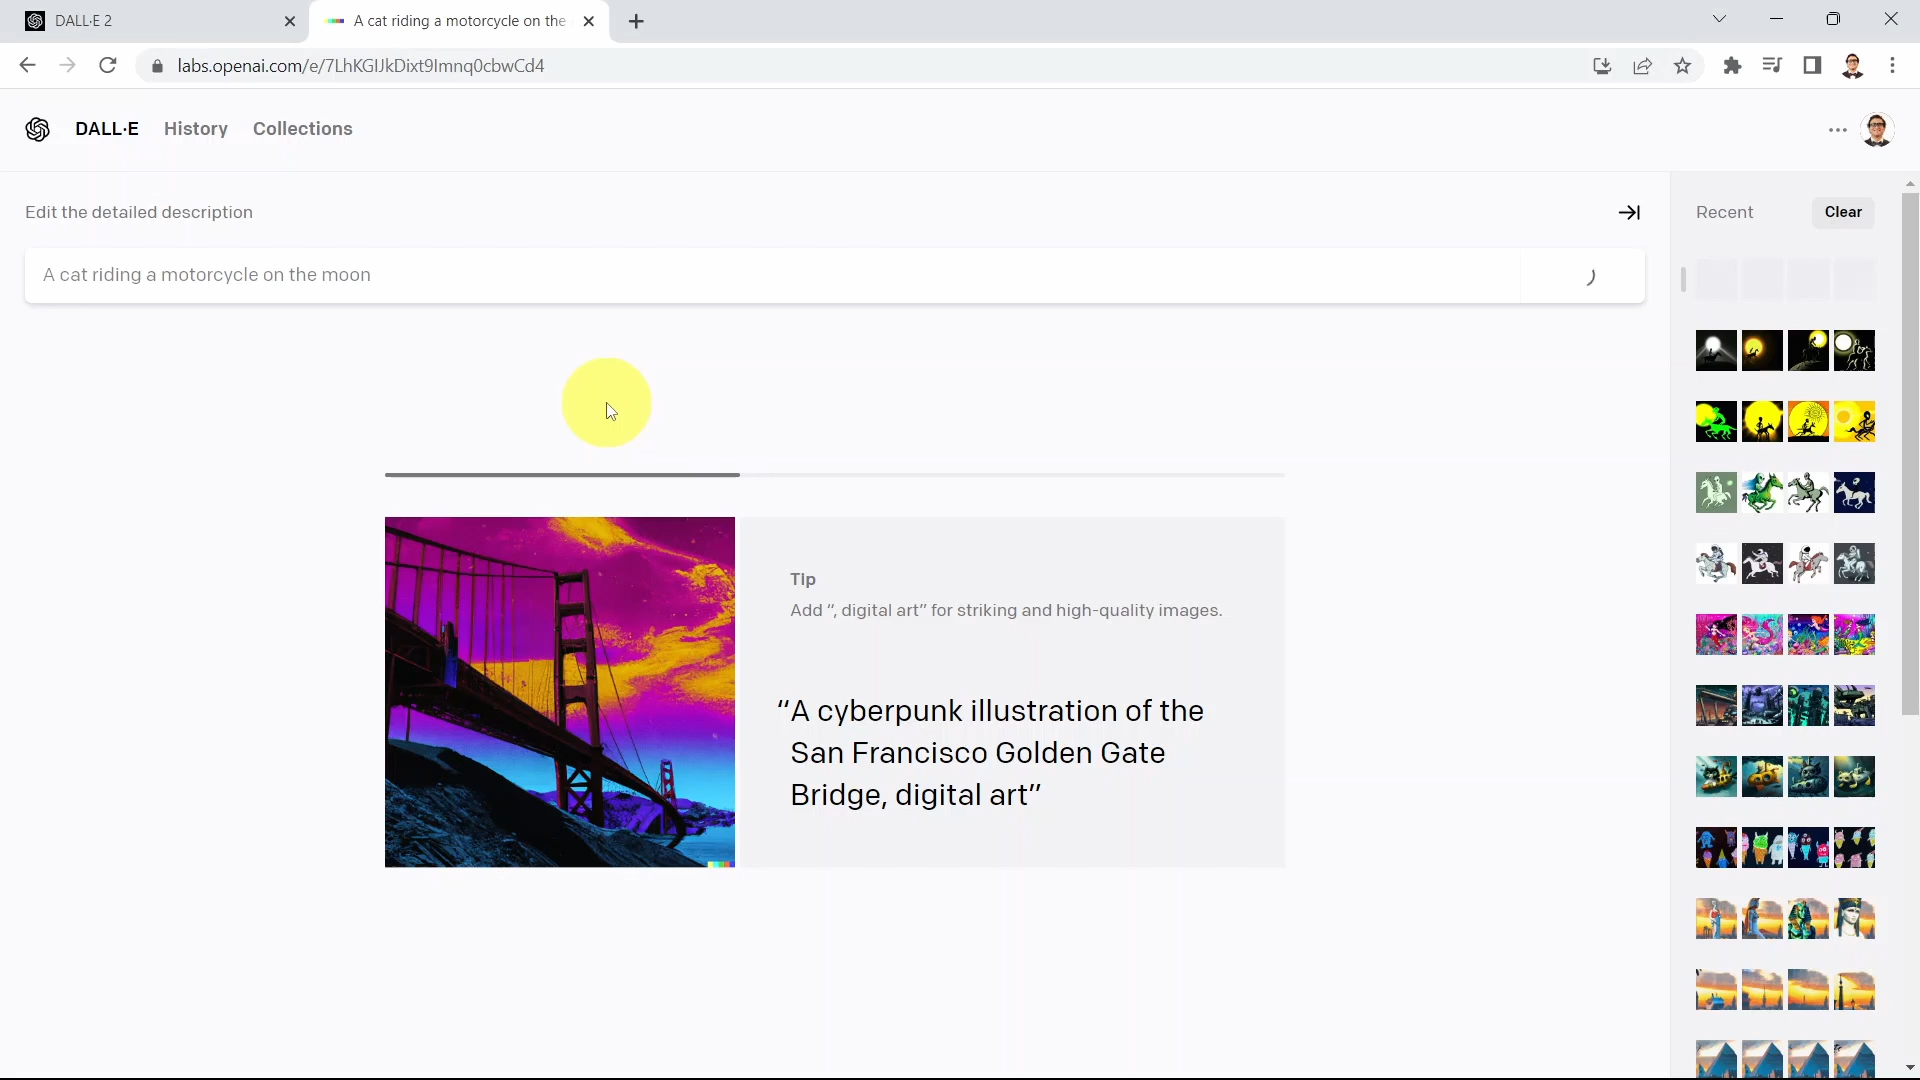 DALL·E 2
A cat riding a motorcycle on the
labs.openai.com/e/7LhKGIJkDixt9Imnq0cbwCd4
DALL·E
History
Collections
Edit the detailed description
Recent
Clear
A cat riding a motorcycle on the moon
Tip
Add “, digital art” for striking and high-quality images.
“A cyberpunk illustration of the
San Francisco Golden Gate
Bridge, digital art”